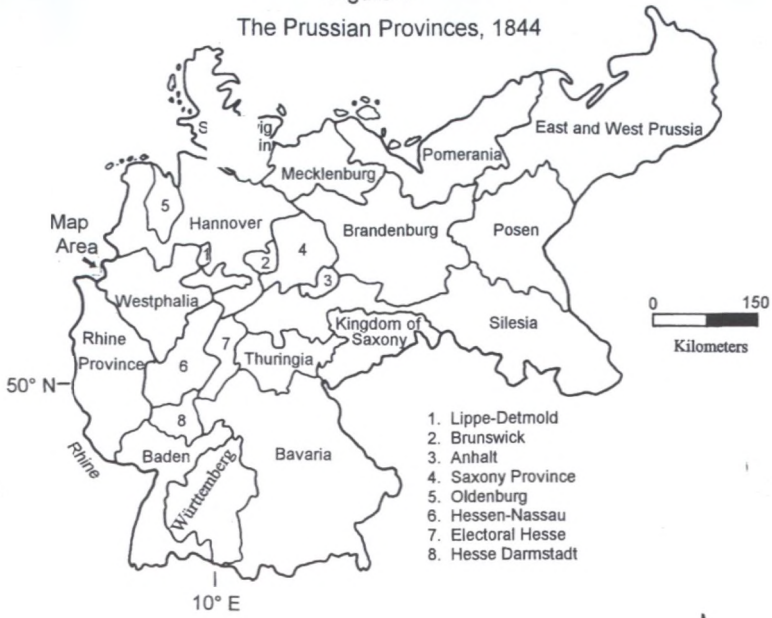 The Prussian Provinces, 1844
East and West Prussia
Pomerania
Mecklenburg
5
Hannover
Map
Area
1
2
4
3
Brandenburg
Posen
Westphalia
0
150
Kilometers
Rhine
Province
6
7
Thuringia
Kingdom of
Saxony
Silesia
50° N
8
Baden
Württemberg
Bavaria
Rhine
10° E
1. Lippe-Detmold
2. Brunswick
3. Anhalt
4. Saxony Province
5. Oldenburg
6. Hessen-Nassau
7. Electoral Hesse
8. Hesse Darmstadt